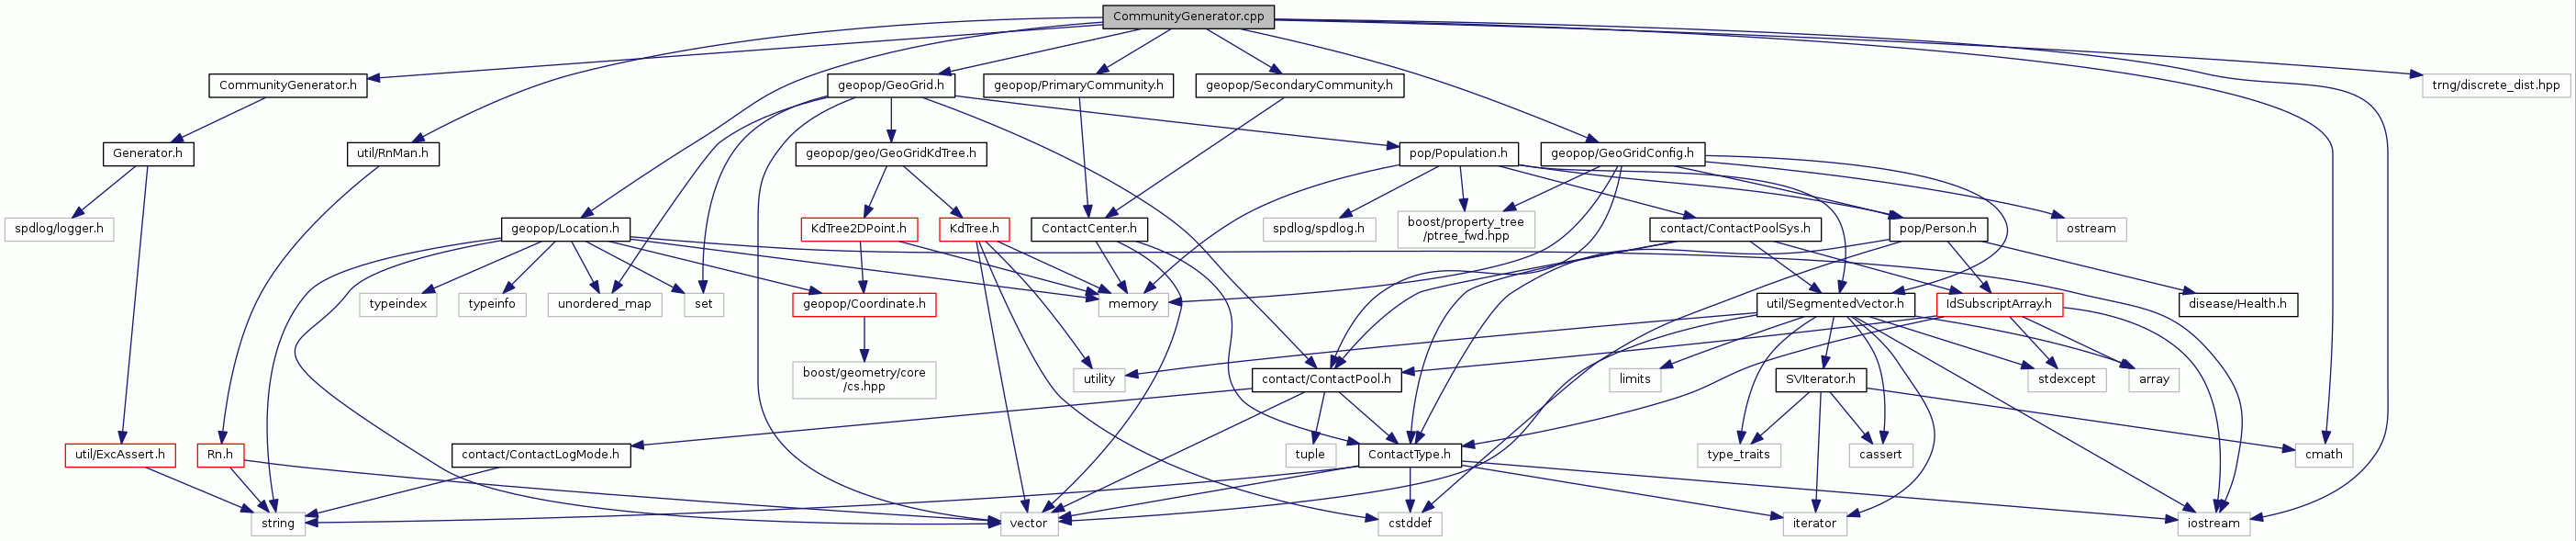 CommunityGenerator.cpp
CommunityGenerator.h
geopop/GeoGrid.h
geopop/PrimaryCommunity.h
geopop/SecondaryCommunity.h
trng/discrete_dist.hpp
Generator.h
util/RnMan.h
geopop/geo/GeoGridKdTree.h
pop/Population.h
geopop/GeoGridConfig.h
spdlog/logger.h
geopop/Location.h
KdTree2DPoint.h
KdTree.h
ContactCenter.h
spdlog/spdlog.h
boost/property_tree
/ptree_fwd.hpp
contact/ContactPoolSys.h
pop/Person.h
ostream
typeindex
typeinfo
unordered_map
set
geopop/Coordinate.h
memory
util/SegmentedVector.h
IdSubscriptArray.h
disease/Health.h
boost/geometry/core
/cs.hpp
utility
contact/ContactPool.h
limits
SVIterator.h
stdexcept
array
util/ExcAssert.h
Rn.h
contact/ContactLogMode.h
tuple
ContactType.h
type_traits
cassert
cmath
string
vector
cstddef
iterator
iostream